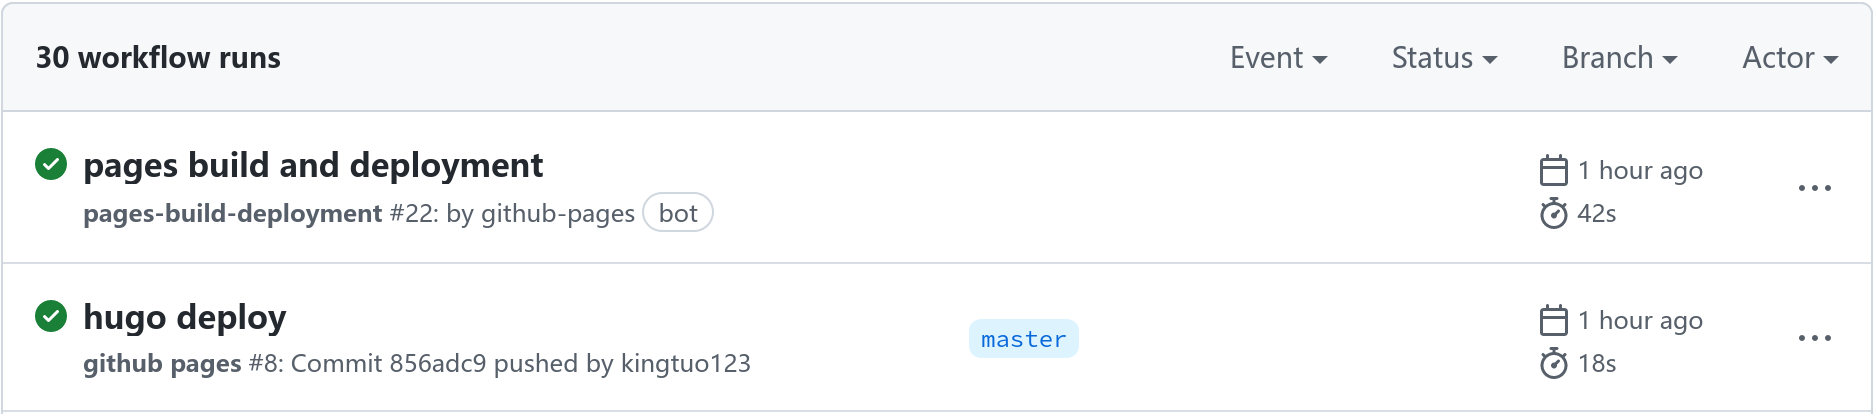 30 workflow runs Event Status Branch Actor
pages build and deployment
1 hour ago
pages-build-deployment #22: by github-pages bot
42s
hugo deploy
1 hour ago
master
github pages #8: Commit 856adc9 pushed by kingtuo123
18s